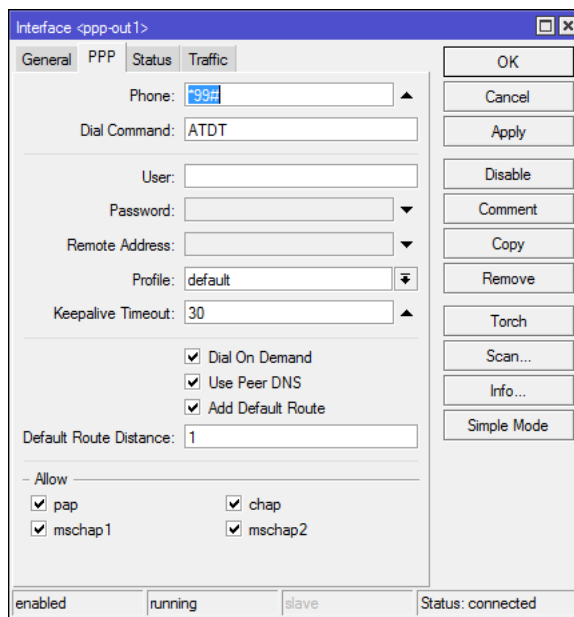 Interface <ppp-out1>
General PPP Status Traffic
Phone: *99#
Dial Command: ATDT
User:
Password:
Remote Address:
Profile: default
Keepalive Timeout: 30
Dial On Demand
Use Peer DNS
Add Default Route
Default Route Distance: 1
Allow
pap chap
mschap1 mschap2
OK
Cancel
Apply
Disable
Comment
Copy
Remove
Torch
Scan...
Info...
Simple Mode
enabled running slave Status: connected